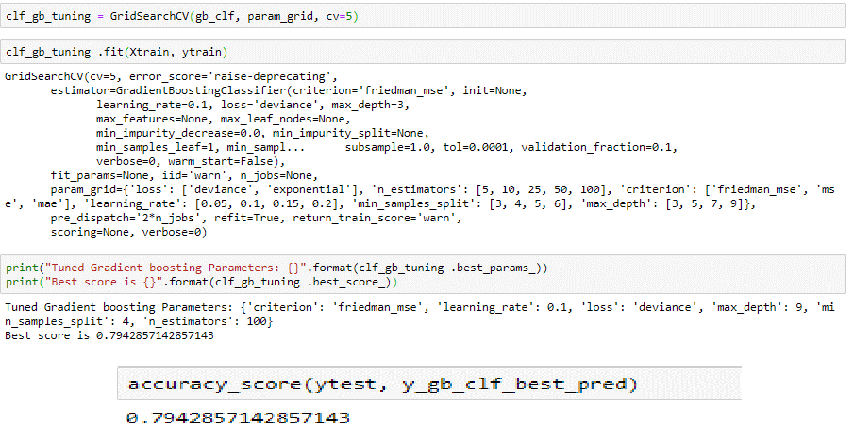 clf_gb_tuning = GridSearchCV(gb_clf, param_grid, cv=5)
clf_gb_tuning .fit(Xtrain, ytrain)
GridSearchCV(cv=5, error_score='raise-deprecating',
estimator=GradientBoostingClassifier(criterion='friedman_mse', init=None,
learning_rate=0.1, loss='deviance', max_depth=3,
max_features=None, max_leaf_nodes=None,
min_impurity_decrease=0.0, min_impurity_split=None,
min_samples_leaf=1, min_sampl... subsample=1.0, tol=0.0001, validation_fraction=0.1,
verbose=0, warm_start=False),
fit_params=None, iid='warn', n_jobs=None,
param_grid={'loss': ['deviance', 'exponential'], 'n_estimators': [5, 10, 25, 50, 100], 'criterion': ['friedman_mse', 'ms
e', 'mae'], 'learning_rate': [0.05, 0.1, 0.15, 0.2], 'min_samples_split': [3, 4, 5, 6], 'max_depth': [3, 5, 7, 9]},
pre_dispatch='2*n_jobs', refit=True, return_train_score='warn',
scoring=None, verbose=0)
print("Tuned Gradient boosting Parameters: {}".format(clf_gb_tuning .best_params_))
print("Best score is {}".format(clf_gb_tuning .best_score_))
Tuned Gradient boosting Parameters: {'criterion': 'friedman_mse', 'learning_rate': 0.1, 'loss': 'deviance', 'max_depth': 9, 'mi
n_samples_split': 4, 'n_estimators': 100}
Best score is 0.7942857142857143
accuracy_score(ytest, y_gb_clf_best_pred)
0.7942857142857143